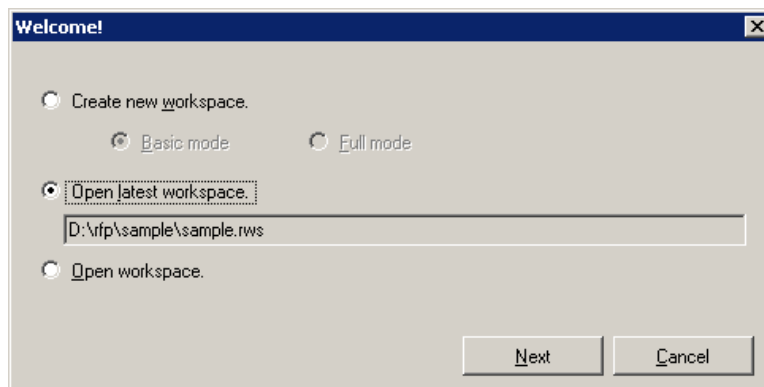 Welcome!
Create new workspace.
Basic mode Full mode
Open latest workspace.
D:\rfp\sample\sample.rws
Open workspace.
Next Cancel